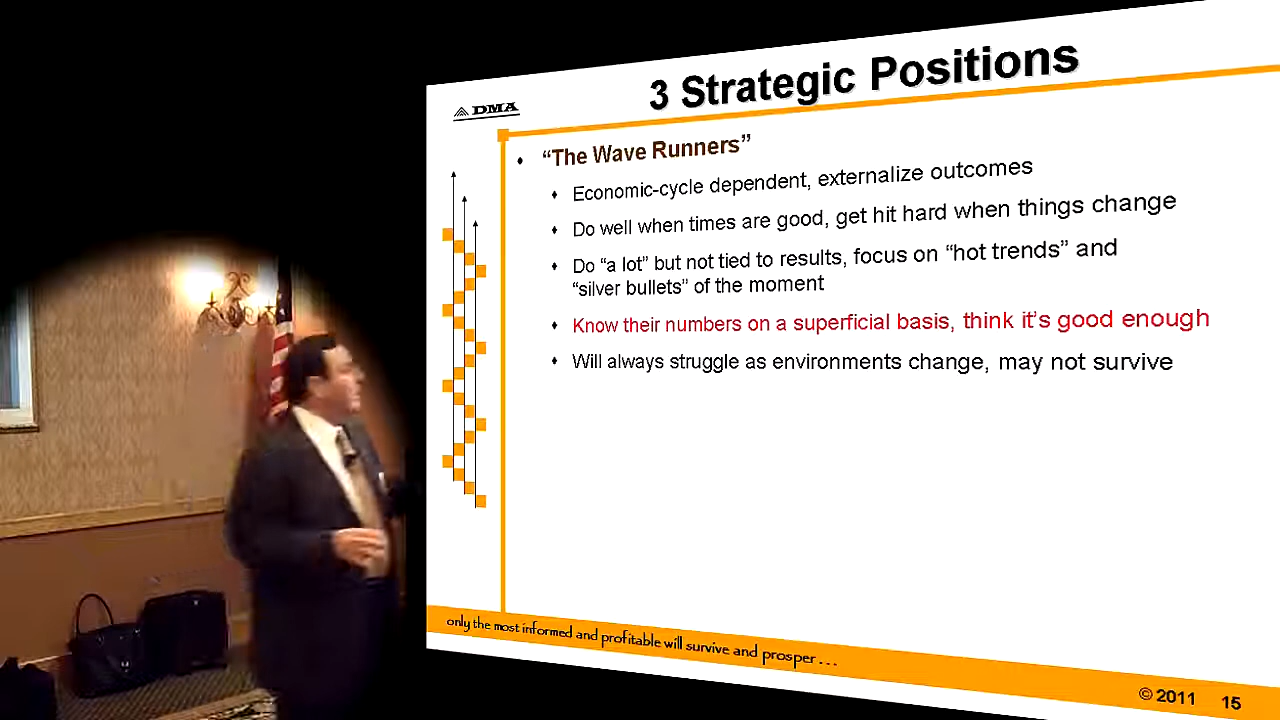 3 Strategic Positions
DMA
“The Wave Runners”
Economic-cycle dependent, externalize outcomes
Do well when times are good, get hit hard when things change
Do “a lot” but not tied to results, focus on “hot trends” and
“silver bullets” of the moment
Know their numbers on a superficial basis, think it's good enough
Will always struggle as environments change, may not survive
only the most informed and profitable will survive and prosper . . .
© 2011 15